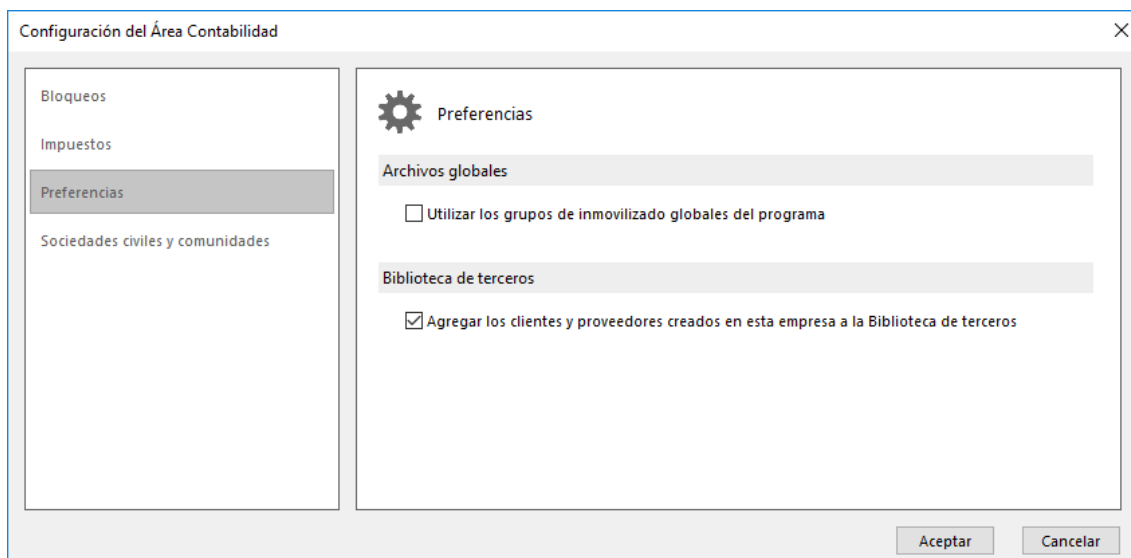 Configuración del Área Contabilidad
Bloqueos
Impuestos
Preferencias
Sociedades civiles y comunidades
Preferencias
Archivos globales
Utilizar los grupos de inmovilizado globales del programa
Biblioteca de terceros
Agregar los clientes y proveedores creados en esta empresa a la Biblioteca de terceros
Aceptar
Cancelar